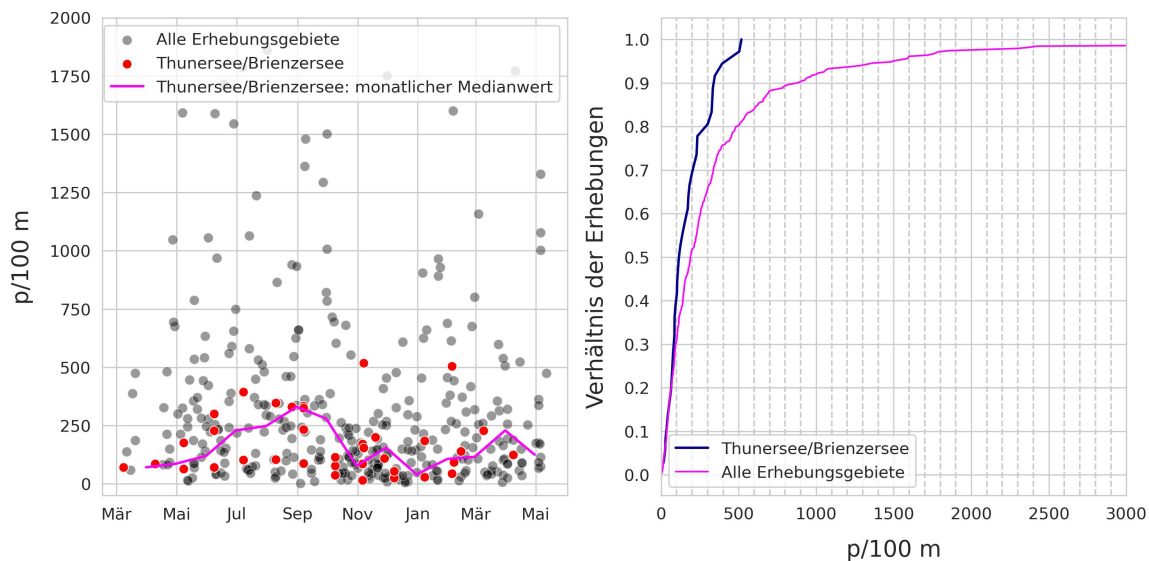 2000
1750
1500
1250
1000
750
500
250
0
p/100 m
Alle Erhebungsgebiete
Thunersee/Brienzersee
Thunersee/Brienzersee: monatlicher Medianwert
Mär Mai Jul Sep Nov Jan Mär Mai
1.0
0.9
0.8
0.7
0.6
0.5
0.4
0.3
0.2
0.1
0.0
Verhältnis der Erhebungen
Thunersee/Brienzersee
Alle Erhebungsgebiete
0 500 1000 1500 2000 2500 3000
p/100 m